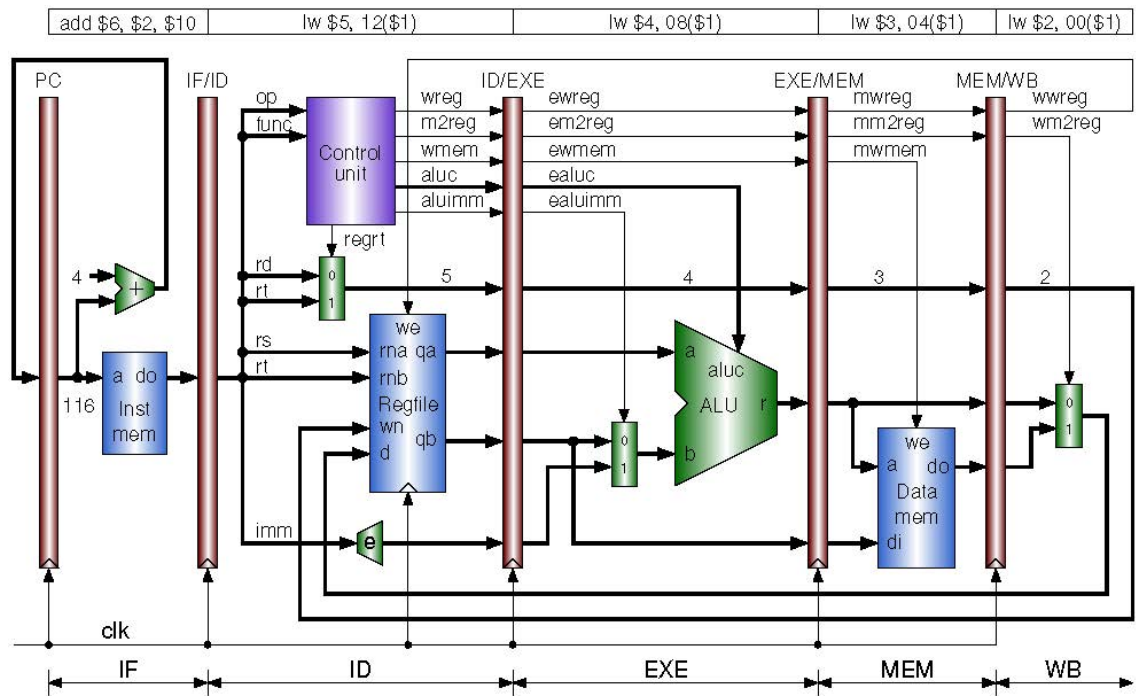 add $6, $2, $10
lw $5, 12($1)
lw $4, 08($1)
lw $3, 04($1)
lw $2, 00($1)
PC
IF/ID
ID/EXE
EXE/MEM
MEM/WB
op
func
Control
unit
wreg
m2reg
wmem
aluc
aluimm
regrt
ewreg
em2reg
ewmem
ealuc
ealuimm
mwreg
mm2reg
mwmem
wwreg
wm2reg
4
+
rd
rt
0
1
5
4
3
2
116
a do
Inst
mem
rs
rt
we
rna qa
rnb
Regfile
wn
qb
d
imm
e
0
1
a
aluc
ALU
r
b
we
a do
Data
mem
di
0
1
clk
IF
ID
EXE
MEM
WB